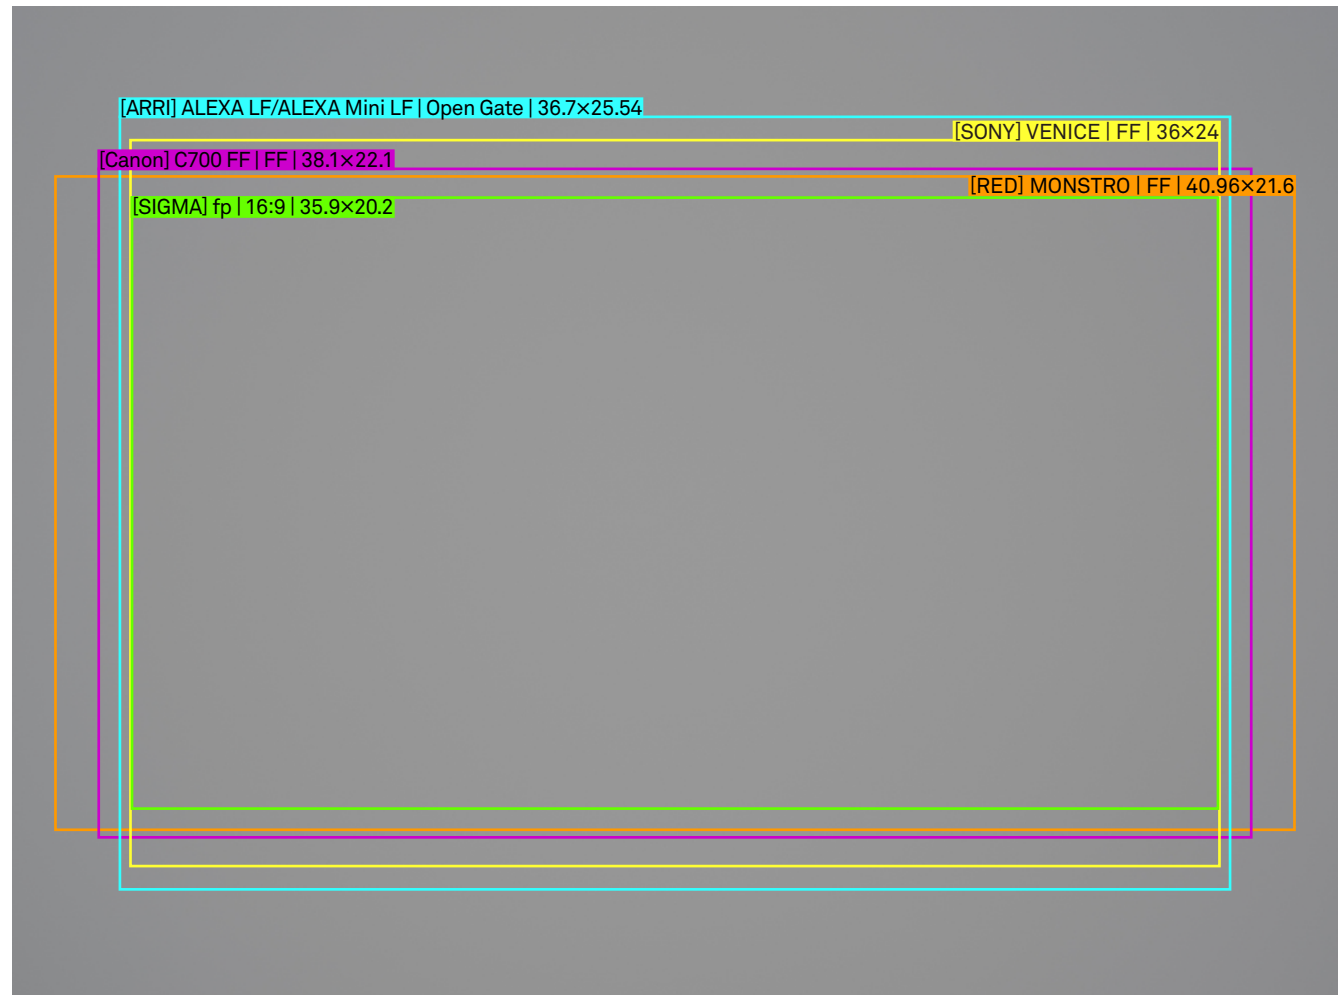 [ARRI] ALEXA LF/ALEXA Mini LF | Open Gate | 36.7×25.54
[SONY] VENICE | FF | 36×24
[Canon] C700 FF | FF | 38.1×22.1
[RED] MONSTRO | FF | 40.96×21.6
[SIGMA] fp | 16:9 | 35.9×20.2